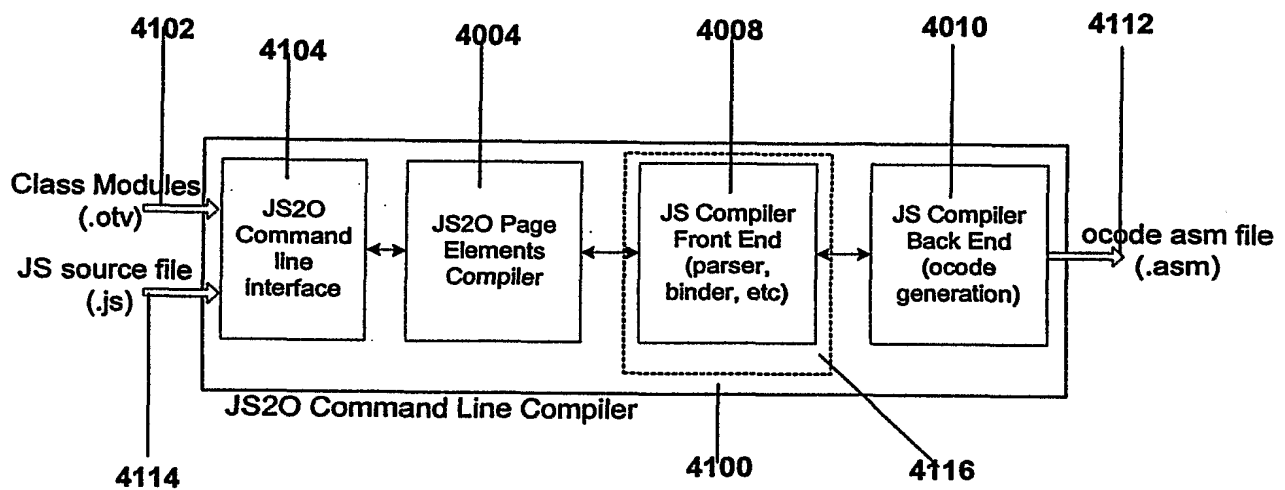 4102
4104
4004
4008
4010
4112
Class Modules
(.otv)
JS source file
(.js)
JS2O
Command
line
interface
JS2O Page
Elements
Compiler
JS Compiler
Front End
(parser,
binder, etc)
JS Compiler
Back End
(ocode
generation)
ocode asm file
(.asm)
JS2O Command Line Compiler
4114
4100
4116